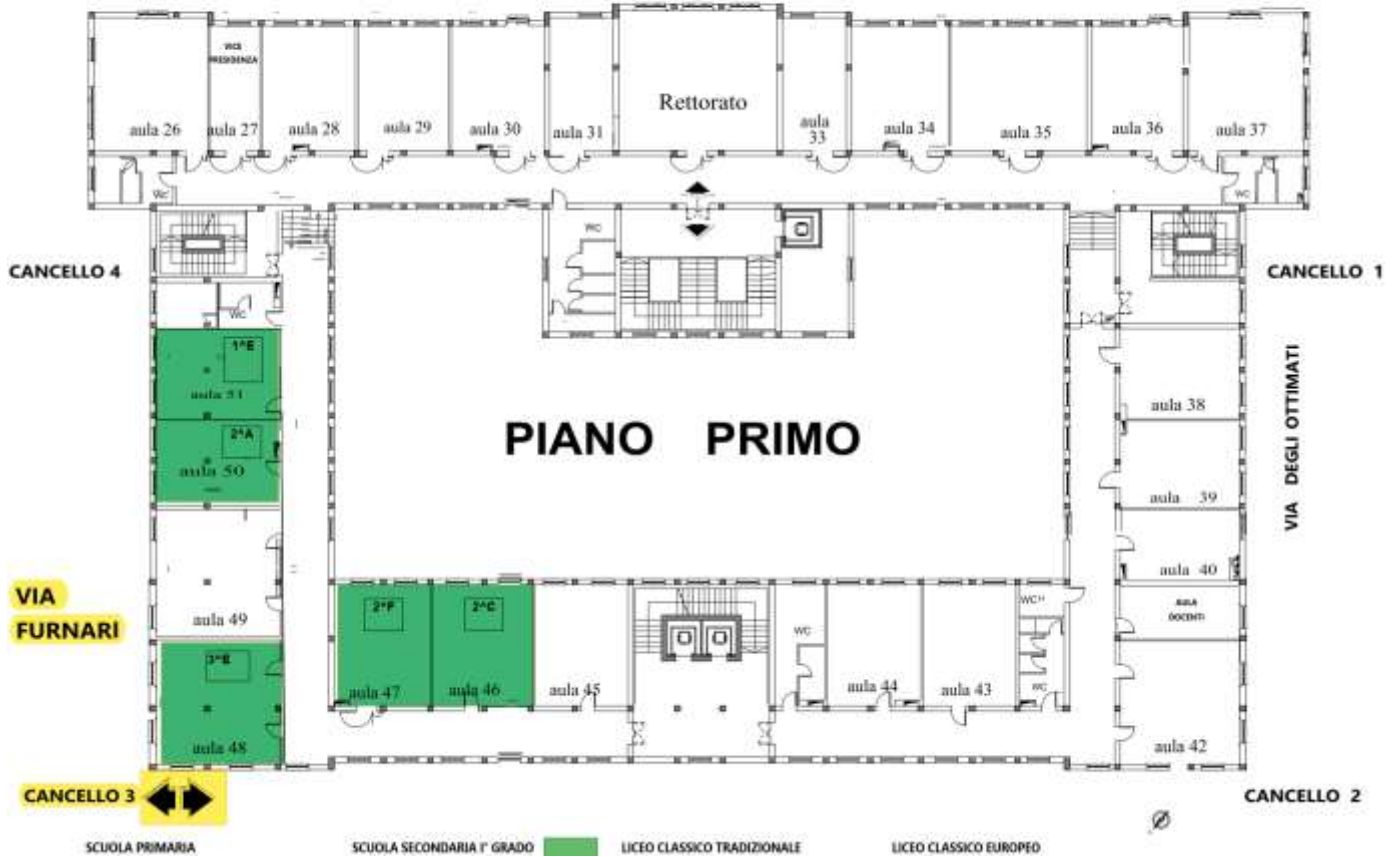 VICE
PRESIDENZA
aula 26
aula 27
aula 28
aula 29
aula 30
aula 31
Rettorato
aula
33
aula 34
aula 35
aula 36
aula 37
WC
WC
WC
CANCELLO 4
CANCELLO 1
WC
1^E
aula 51
2^A
aula 50
PIANO PRIMO
aula 38
aula 39
aula 40
VIA DEGLI OTTIMATI
VIA
FURNARI
aula 49
AULA
DOCENTI
2^F
2^C
WC
WC H
3^B
aula 48
aula 47
aula 46
aula 45
aula 44
aula 43
WC
aula 42
CANCELLO 3
CANCELLO 2
SCUOLA PRIMARIA
SCUOLA SECONDARIA I° GRADO
LICEO CLASSICO TRADIZIONALE
LICEO CLASSICO EUROPEO